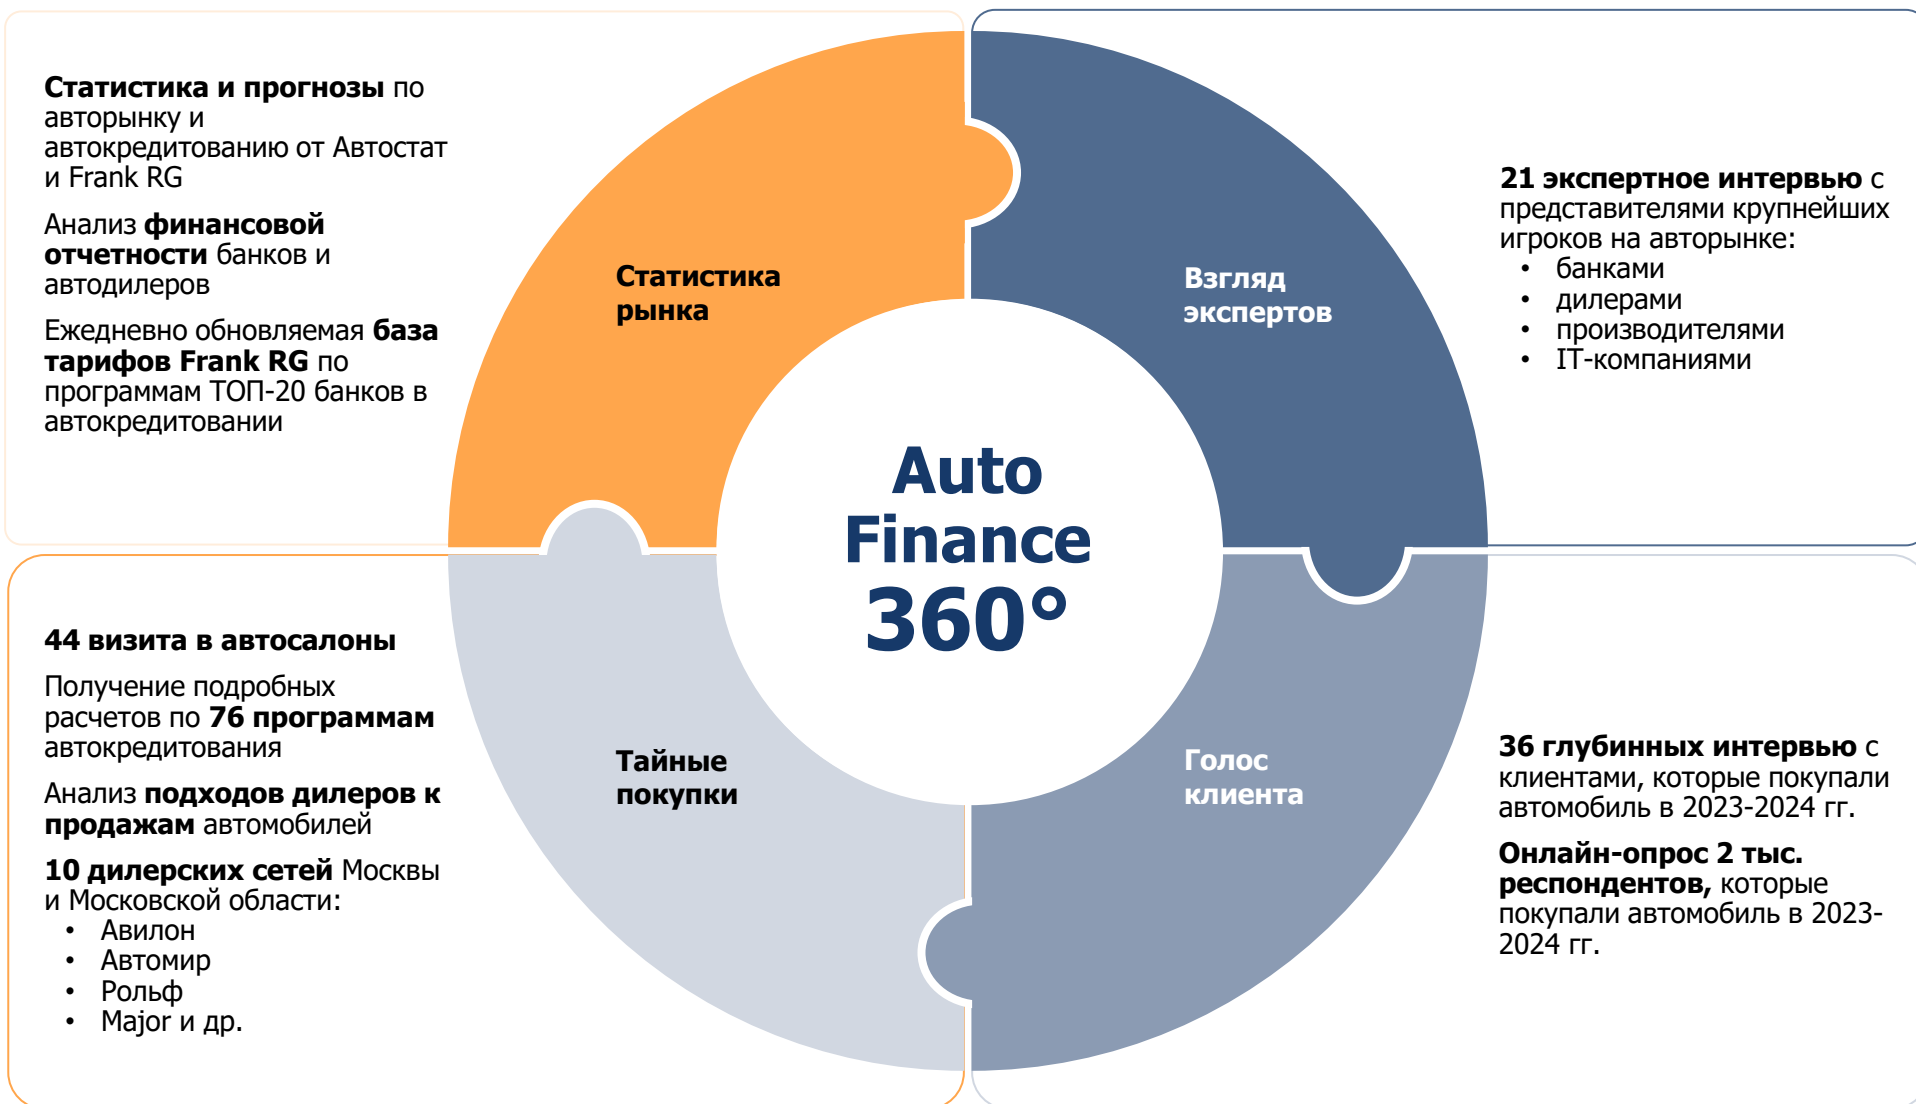 Статистика и прогнозы по
авторынку и
автокредитованию от Автостат
и Frank RG
Анализ финансовой
отчетности банков и
автодилеров
Ежедневно обновляемая база
тарифов Frank RG по
программам ТОП-20 банков в
автокредитовании
Статистика
рынка
Взгляд
экспертов
21 экспертное интервью с
представителями крупнейших
игроков на авторынке:
• банками
• дилерами
• производителями
• IT-компаниями
Auto
Finance
360°
44 визита в автосалоны
Получение подробных
расчетов по 76 программам
автокредитования
Анализ подходов дилеров к
продажам автомобилей
10 дилерских сетей Москвы
и Московской области:
• Авилон
• Автомир
• Рольф
• Major и др.
Тайные
покупки
Голос
клиента
36 глубинных интервью с
клиентами, которые покупали
автомобиль в 2023-2024 гг.
Онлайн-опрос 2 тыс.
респондентов, которые
покупали автомобиль в 2023-
2024 гг.